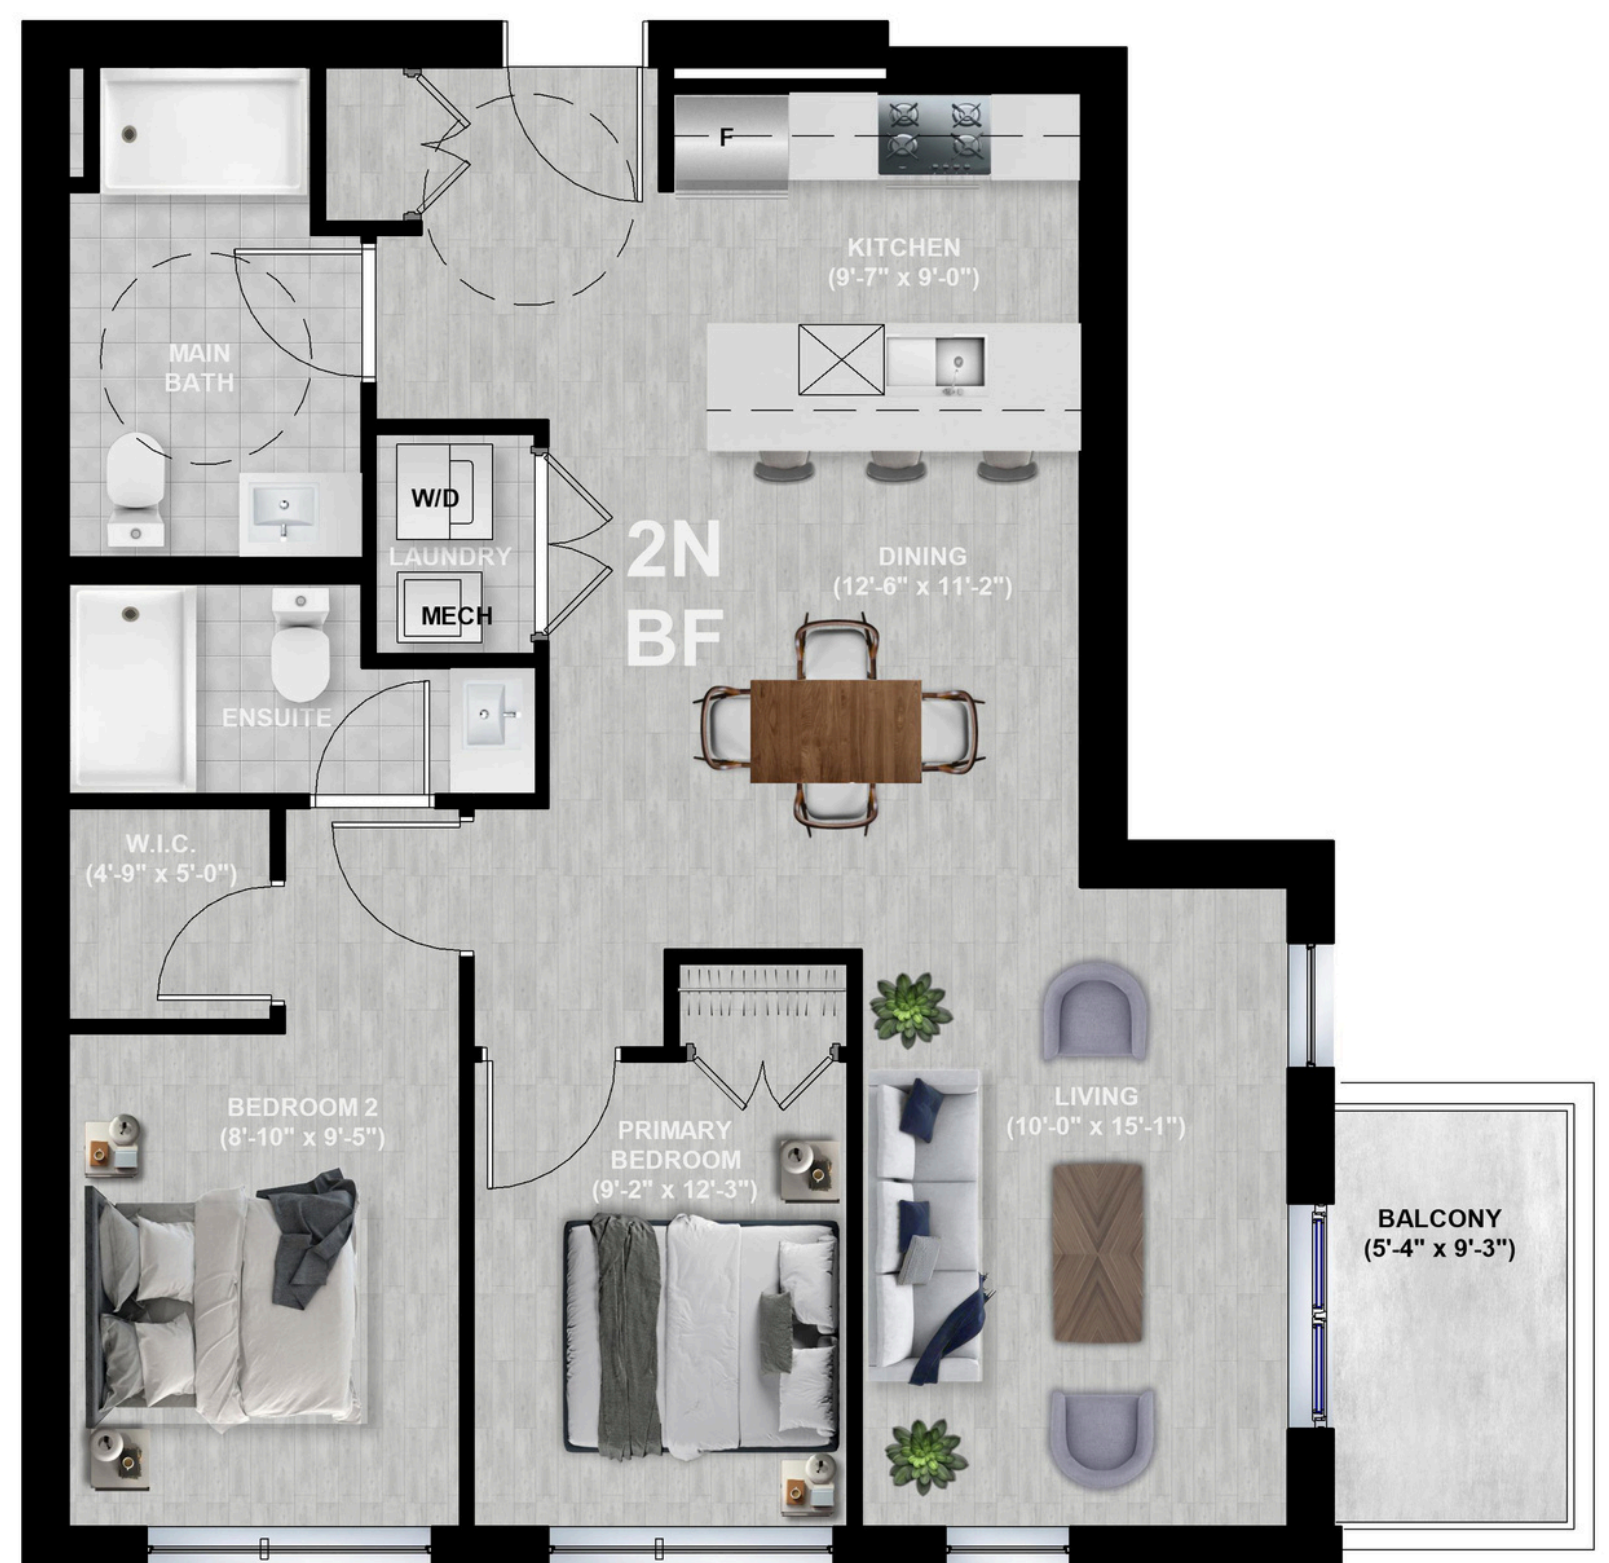 F
KITCHEN
(9'-7" x 9'-0")
MAIN
BATH
W/D
LAUNDRY
MECH
2N
BF
DINING
(12'-6" x 11'-2")
ENSUITE
W.I.C.
(4'-9" x 5'-0")
BEDROOM 2
(8'-10" x 9'-5")
PRIMARY
BEDROOM
(9'-2" x 12'-3")
LIVING
(10'-0" x 15'-1")
BALCONY
(5'-4" x 9'-3")